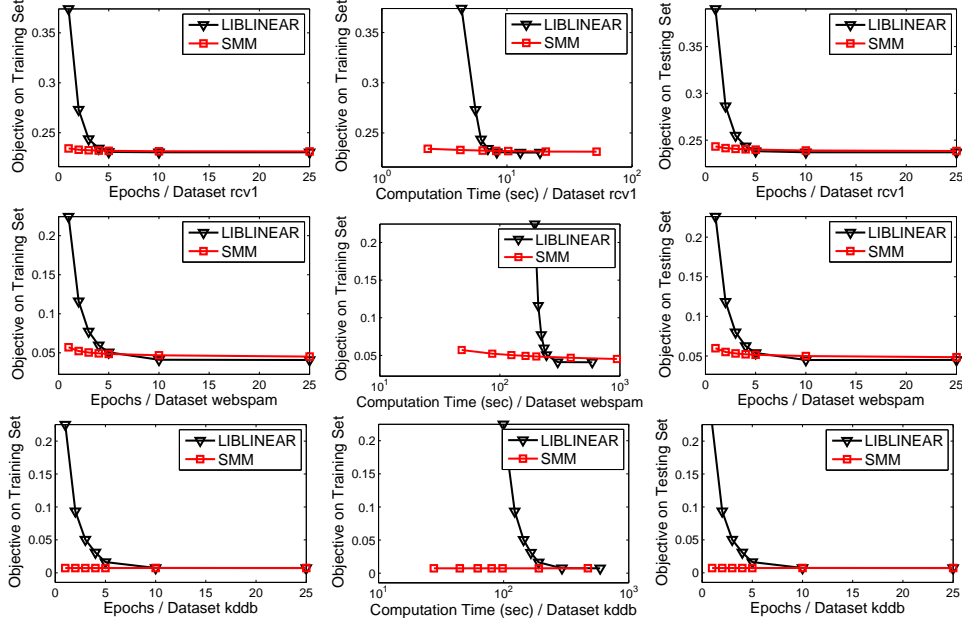 Objective on Training Set
0.35
0.3
0.25
0
5
10
15
20
25
LIBLINEAR
SMM
Epochs / Dataset rcv1
Objective on Training Set
0.35
0.3
0.25
10^0
10^1
10^2
LIBLINEAR
SMM
Computation Time (sec) / Dataset rcv1
Objective on Testing Set
0.35
0.3
0.25
0
5
10
15
20
25
LIBLINEAR
SMM
Epochs / Dataset rcv1
Objective on Training Set
0.2
0.15
0.1
0.05
0
5
10
15
20
25
LIBLINEAR
SMM
Epochs / Dataset webspam
Objective on Training Set
0.2
0.15
0.1
0.05
10^1
10^2
10^3
LIBLINEAR
SMM
Computation Time (sec) / Dataset webspam
Objective on Testing Set
0.2
0.15
0.1
0.05
0
5
10
15
20
25
LIBLINEAR
SMM
Epochs / Dataset webspam
Objective on Training Set
0.2
0.15
0.1
0.05
0
0
5
10
15
20
25
LIBLINEAR
SMM
Epochs / Dataset kddb
Objective on Training Set
0.2
0.15
0.1
0.05
0
10^1
10^2
10^3
LIBLINEAR
SMM
Computation Time (sec) / Dataset kddb
Objective on Testing Set
0.2
0.15
0.1
0.05
0
0
5
10
15
20
25
LIBLINEAR
SMM
Epochs / Dataset kddb